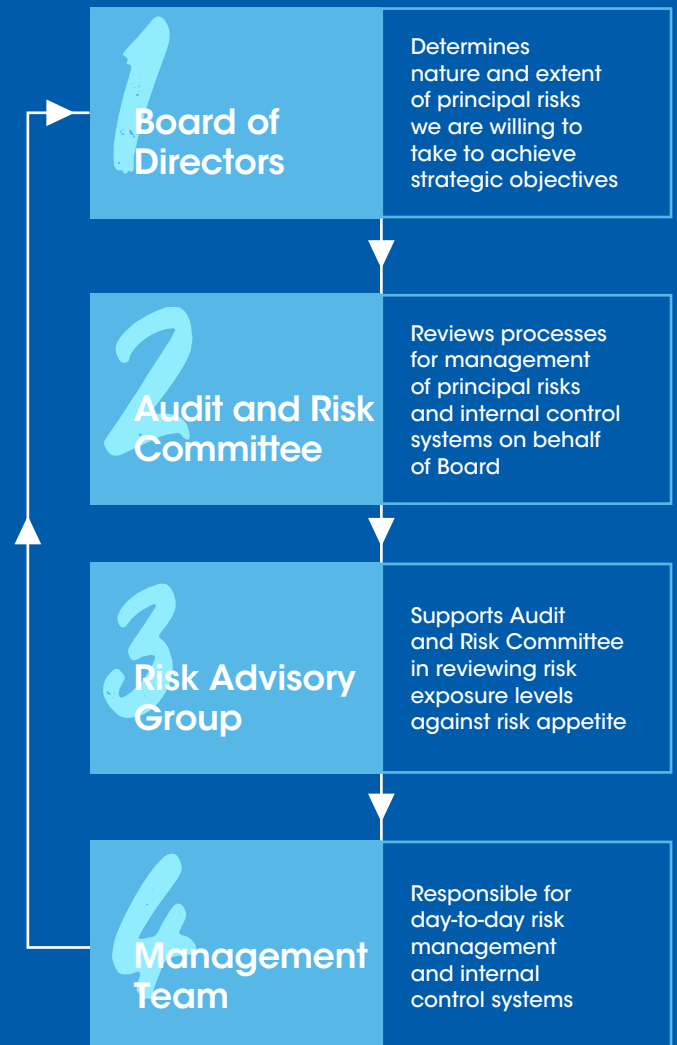 1
Board of
Directors
Determines
nature and extent
of principal risks
we are willing to
take to achieve
strategic objectives
2
Audit and Risk
Committee
Reviews processes
for management
of principal risks
and internal control
systems on behalf
of Board
3
Risk Advisory
Group
Supports Audit
and Risk Committee
in reviewing risk
exposure levels
against risk appetite
4
Management
Team
Responsible for
day-to-day risk
management
and internal
control systems